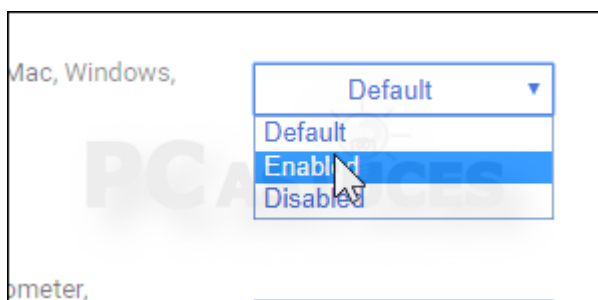 Mac, Windows,
Default
Default
Enabled
Disabled
PC ASTUCES
ometer,